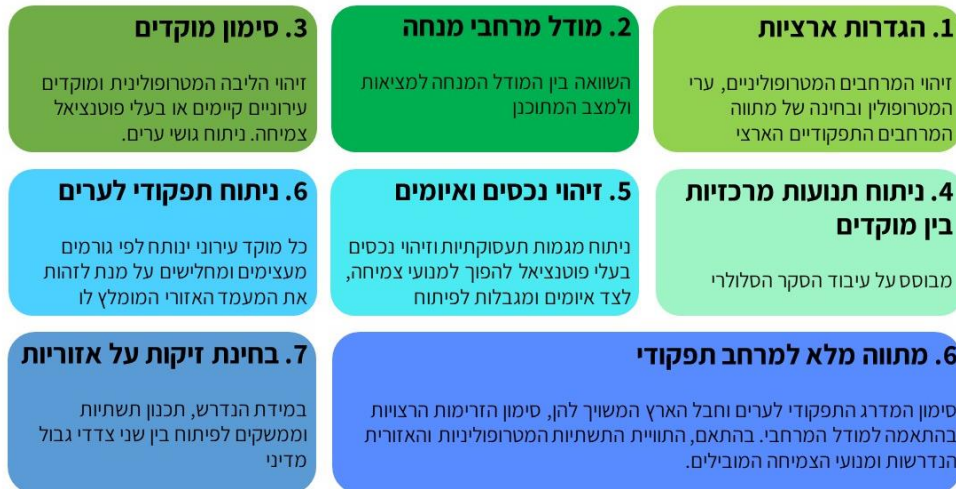 1. הגדרות ארציות
זיהוי המרחבים המטרופוליניים, ערי
המטרופולין ובחינה של מתווה
המרחבים התפקודיים הארצי
2. מודל מרחבי מנחה
השוואה בין המודל המנחה למציאות
ולמצב המתוכנן
3. סימון מוקדים
זיהוי הליבה המטרופולינית ומוקדים
עירוניים קיימים או בעלי פוטנציאל
צמיחה. ניתוח גושי ערים.
4. ניתוח תנועות מרכזיות
בין מוקדים
מבוסס על עיבוד הסקר הסלולרי
5. זיהוי נכסים ואיומים
ניתוח מגמות תעסוקתיות וזיהוי נכסים
בעלי פוטנציאל להפוך למנועי צמיחה,
לצד איומים ומגבלות לפיתוח
6. ניתוח תפקודי לערים
כל מוקד עירוני ינותח לפי גורמים
מעצימים ומחלישים על מנת לזהות
את המעמד האזורי המומלץ לו
6. מתווה מלא למרחב תפקודי
סימון המדרג התפקודי לערים וחבל הארץ המשויך להן, סימון הזרימות הרצויות
בהתאמה למודל המרחבי. בהתאם, התוויית התשתיות המטרופוליניות והאזורית
הנדרשות ומנועי הצמיחה המובילים.
7. בחינת זיקות על אזוריות
במידת הנדרש, תכנון תשתיות
וממשקים לפיתוח בין שני צדדי גבול
מדיני